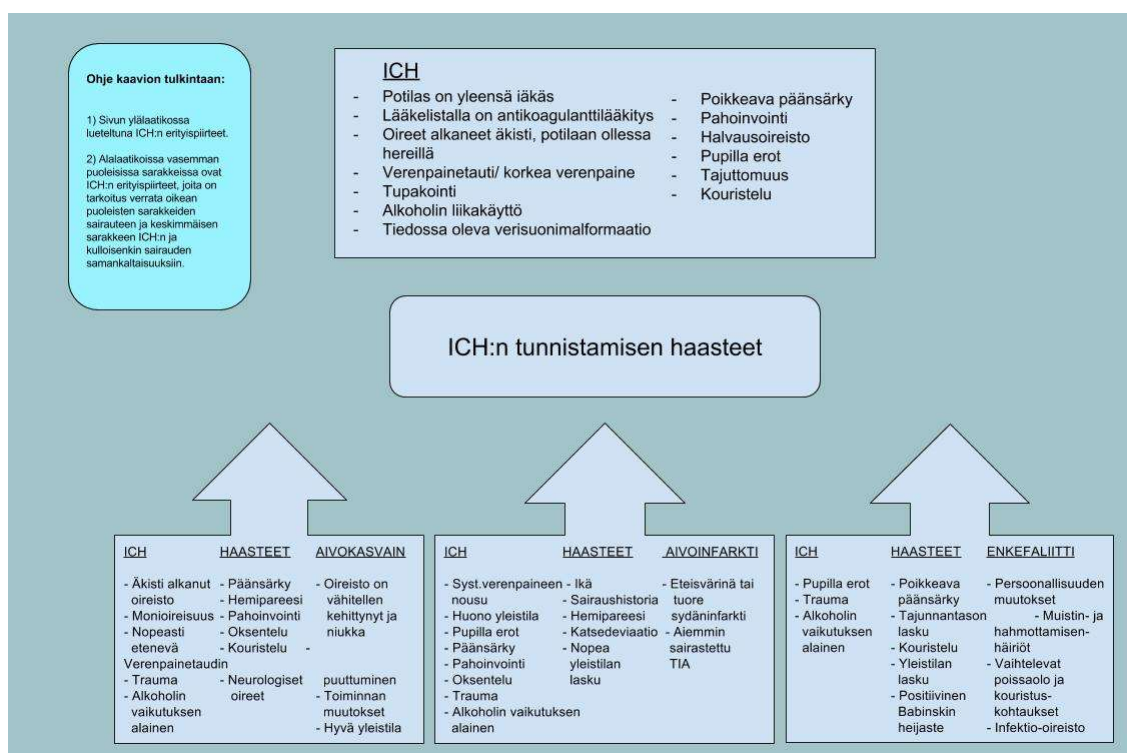 Ohje kaavion tulkintaan:
1) Sivun ylälaatikossa
lueteltuna ICH:n erityispiirteet.
2) Alalaatikoissa vasemman
puoleisissa sarakkeissa ovat
ICH:n erityispiirteet, joita on
tarkoitus verrata oikean
puoleisten sarakkeiden
sairauteen ja keskimmäisen
sarakkeen ICH:n ja
kulloisenkin sairauden
samankaltaisuuksiin.
ICH
- Potilas on yleensä iäkäs
- Lääkelistalla on antikoagulanttilääkitys
- Oireet alkaneet äkisti, potilaan ollessa
hereillä
- Verenpainetauti/ korkea verenpaine
- Tupakointi
- Alkoholin liikakäyttö
- Tiedossa oleva verisuonimalformaatio
- Poikkeava päänsärky
- Pahoinvointi
- Halvausoireisto
- Pupilla erot
- Tajuttomuus
- Kouristelu
ICH:n tunnistamisen haasteet
ICH
- Äkisti alkanut
oireisto
- Monioireisuus
- Nopeasti
etenevä
Verenpainetaudin
- Trauma
- Alkoholin
vaikutuksen
alainen
HAASTEET
- Päänsärky
- Hemipareesi
- Pahoinvointi
- Oksentelu
- Kouristelu
- Neurologiset
oireet
AIVOKASVAIN
- Oireisto on
vähitellen
kehittynyt ja
niukka
-
puuttuminen
- Toiminnan
muutokset
- Hyvä yleistila
ICH
- Syst.verenpaineen
nousu
- Huono yleistila
- Pupilla erot
- Päänsärky
- Pahoinvointi
- Oksentelu
- Trauma
- Alkoholin vaikutuksen
alainen
HAASTEET
- Ikä
- Sairaushistoria
- Hemipareesi
- Katsedeviaatio
- Nopea
yleistilan
lasku
AIVOINFARKTI
- Eteisvärinä tai
tuore
sydäninfarkti
- Aiemmin
sairastettu
TIA
ICH
- Pupilla erot
- Trauma
- Alkoholin
vaikutuksen
alainen
HAASTEET
- Poikkeava
päänsärky
- Tajunnantason
lasku
- Kouristelu
- Yleistilan
lasku
- Positiivinen
Babinskin
heijaste
ENKEFALIITTI
- Persoonallisuuden
muutokset
- Muistin- ja
hahmottamisen-
häiriöt
- Vaihtelevat
poissaolo ja
kouristus-
kohtaukset
- Infektio-oireisto